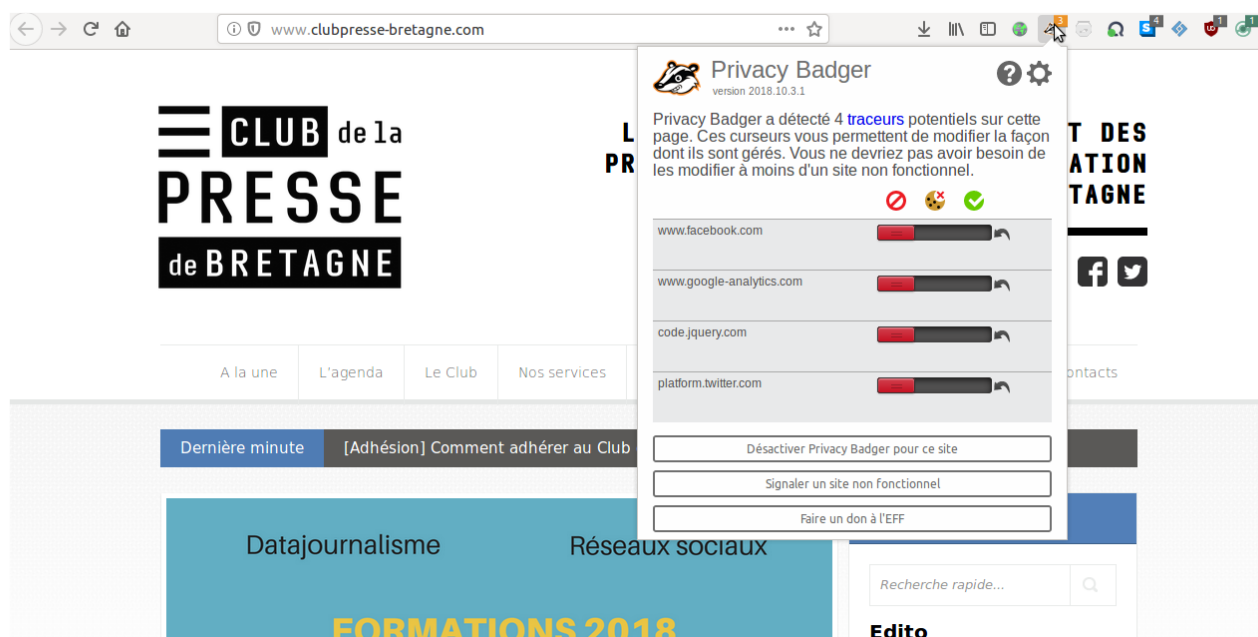 www.clubpresse-bretagne.com
3
4
1
1
Privacy Badger
version 2018.10.3.1
Privacy Badger a détecté 4 traceurs potentiels sur cette
page. Ces curseurs vous permettent de modifier la façon
dont ils sont gérés. Vous ne devriez pas avoir besoin de
les modifier à moins d'un site non fonctionnel.
www.facebook.com
www.google-analytics.com
code.jquery.com
platform.twitter.com
Désactiver Privacy Badger pour ce site
Signaler un site non fonctionnel
Faire un don à l'EFF
CLUB de la
PRESSE
de BRETAGNE
L
T DES
PR
ATION
TAGNE
A la une
L'agenda
Le Club
Nos services
ontacts
Dernière minute
[Adhésion] Comment adhérer au Club
Datajournalisme
Réseaux sociaux
FORMATIONS 2018
Recherche rapide...
Edito